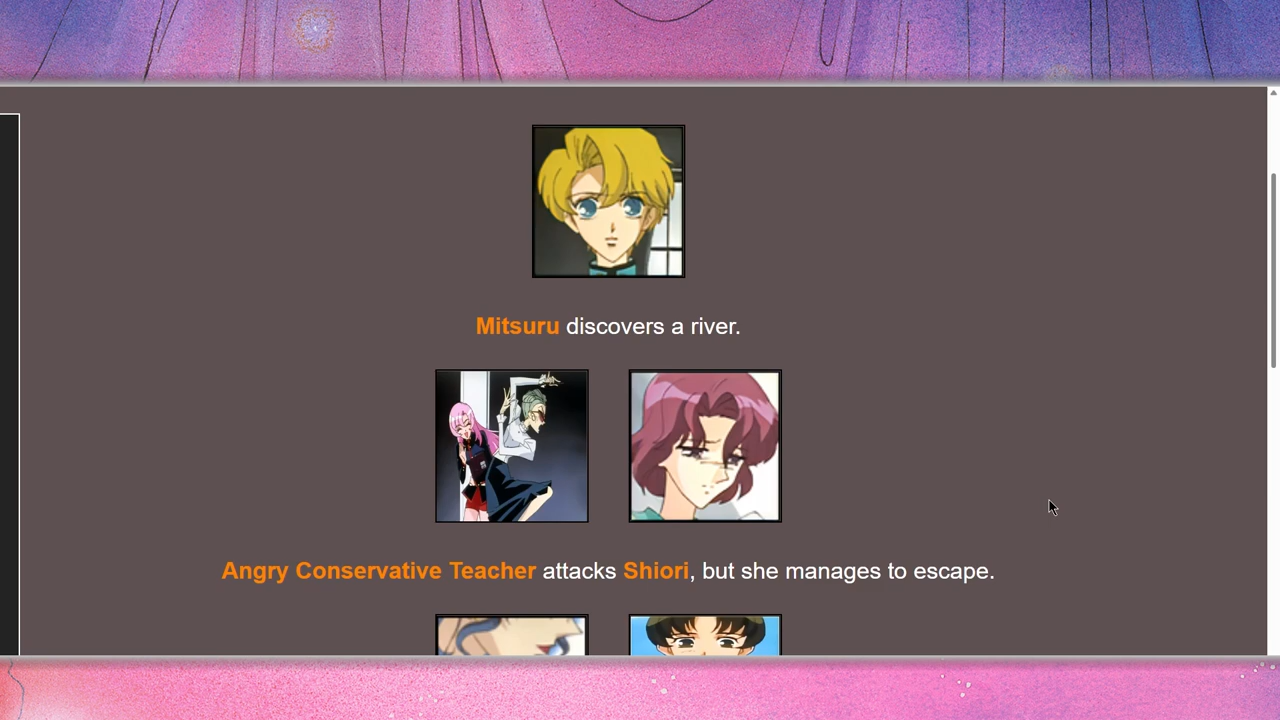 Mitsuru discovers a river.
Angry Conservative Teacher attacks Shiori, but she manages to escape.